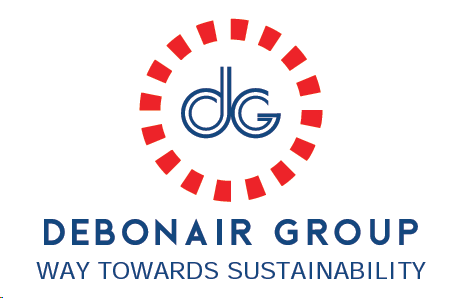 dG
DEBONAIR GROUP
WAY TOWARDS SUSTAINABILITY